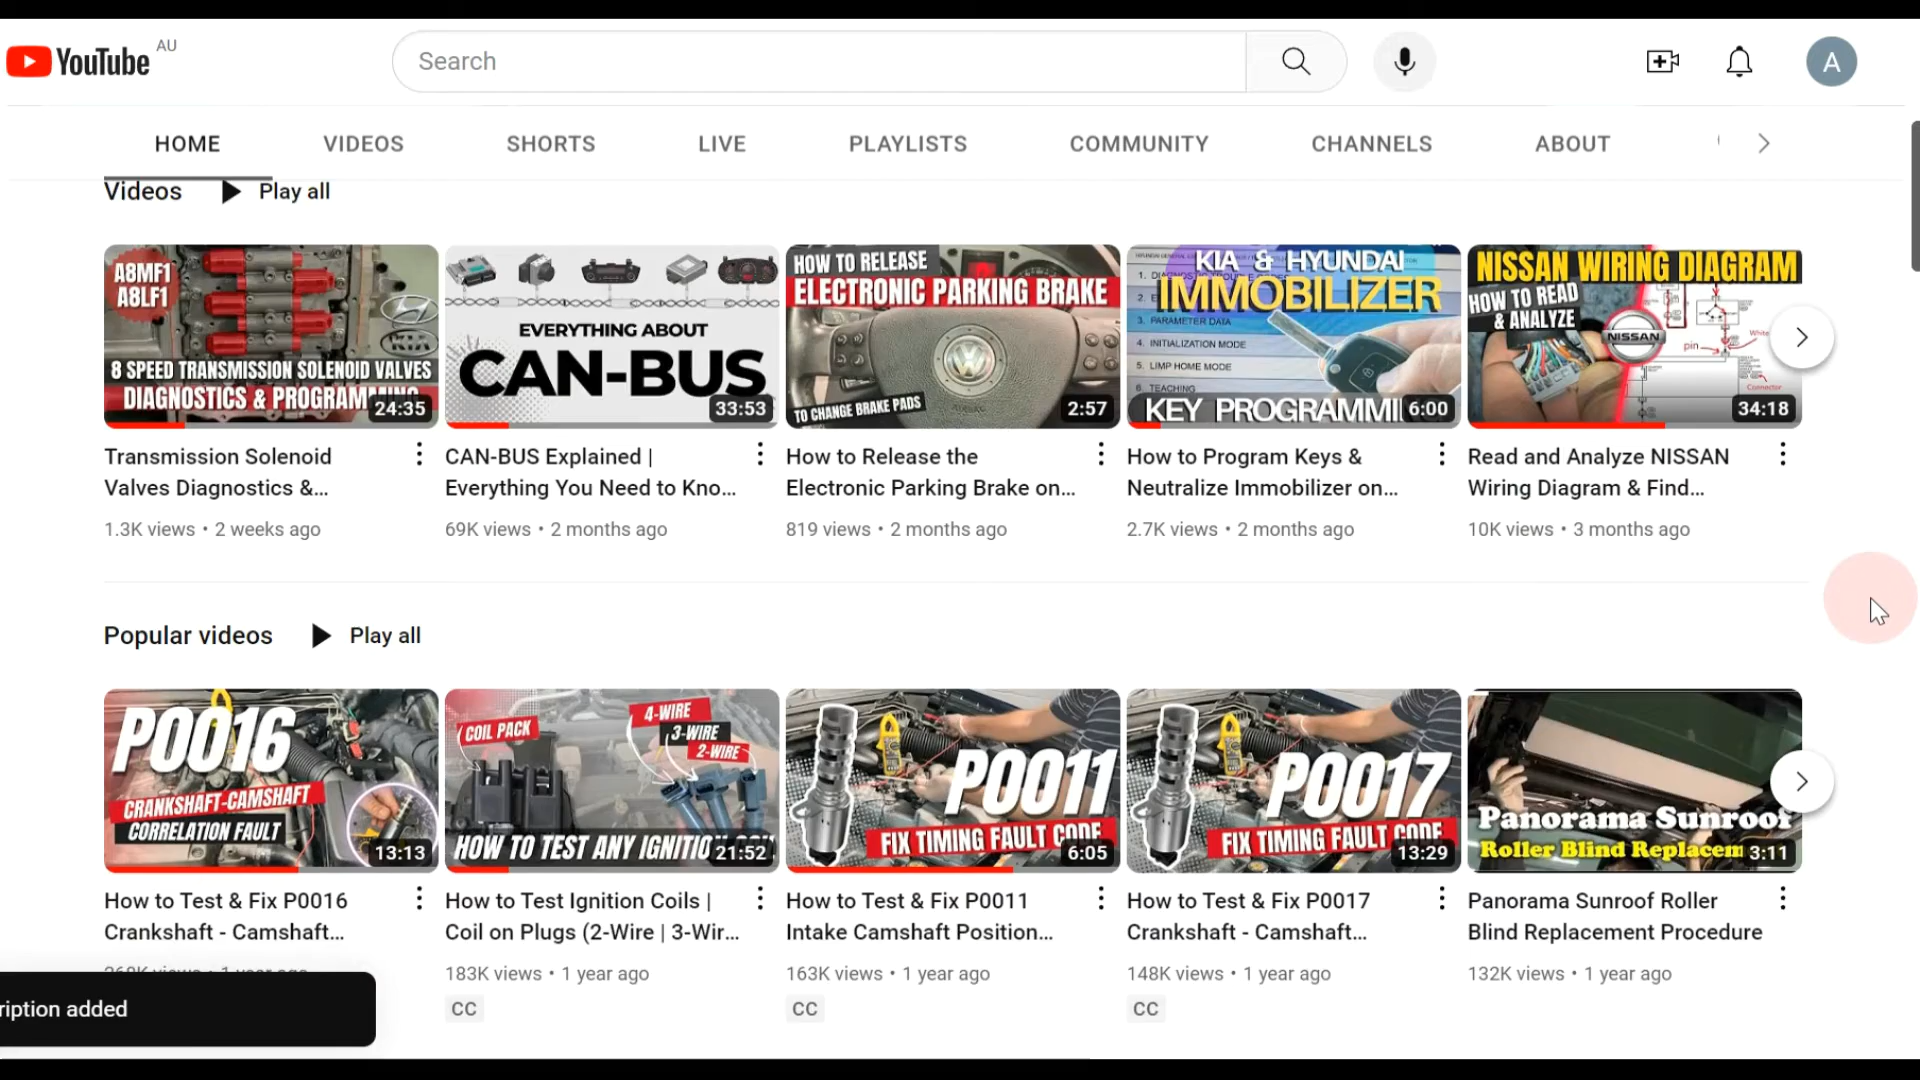 YouTube AU
Search
A
HOME VIDEOS SHORTS LIVE PLAYLISTS COMMUNITY CHANNELS ABOUT
Videos Play all
A8MF1
A8LF1
8 SPEED TRANSMISSION SOLENOID VALVES
DIAGNOSTICS & PROGRAMMING
24:35
EVERYTHING ABOUT
CAN-BUS
33:53
HOW TO RELEASE
ELECTRONIC PARKING BRAKE
TO CHANGE BRAKE PADS
2:57
KIA & HYUNDAI
IMMOBILIZER
3. PARAMETER DATA
4. INITIALIZATION MODE
5. LIMP HOME MODE
6. TEACHING
KEY PROGRAMMI
6:00
NISSAN WIRING DIAGRAM
HOW TO READ
& ANALYZE
NISSAN
White
pin
Connector
34:18
Transmission Solenoid
Valves Diagnostics &...
1.3K views • 2 weeks ago
CAN-BUS Explained |
Everything You Need to Kno...
69K views • 2 months ago
How to Release the
Electronic Parking Brake on...
819 views • 2 months ago
How to Program Keys &
Neutralize Immobilizer on...
2.7K views • 2 months ago
Read and Analyze NISSAN
Wiring Diagram & Find...
10K views • 3 months ago
Popular videos Play all
P0016
CRANKSHAFT-CAMSHAFT
CORRELATION FAULT
13:13
COIL PACK
4-WIRE
3-WIRE
2-WIRE
HOW TO TEST ANY IGNITIO
21:52
P0011
FIX TIMING FAULT CODE
6:05
P0017
FIX TIMING FAULT CODE
13:29
Panorama Sunroof
Roller Blind Replacem
3:11
How to Test & Fix P0016
Crankshaft - Camshaft...
How to Test Ignition Coils |
Coil on Plugs (2-Wire | 3-Wir...
183K views • 1 year ago
CC
How to Test & Fix P0011
Intake Camshaft Position...
163K views • 1 year ago
CC
How to Test & Fix P0017
Crankshaft - Camshaft...
148K views • 1 year ago
CC
Panorama Sunroof Roller
Blind Replacement Procedure
132K views • 1 year ago
ription added